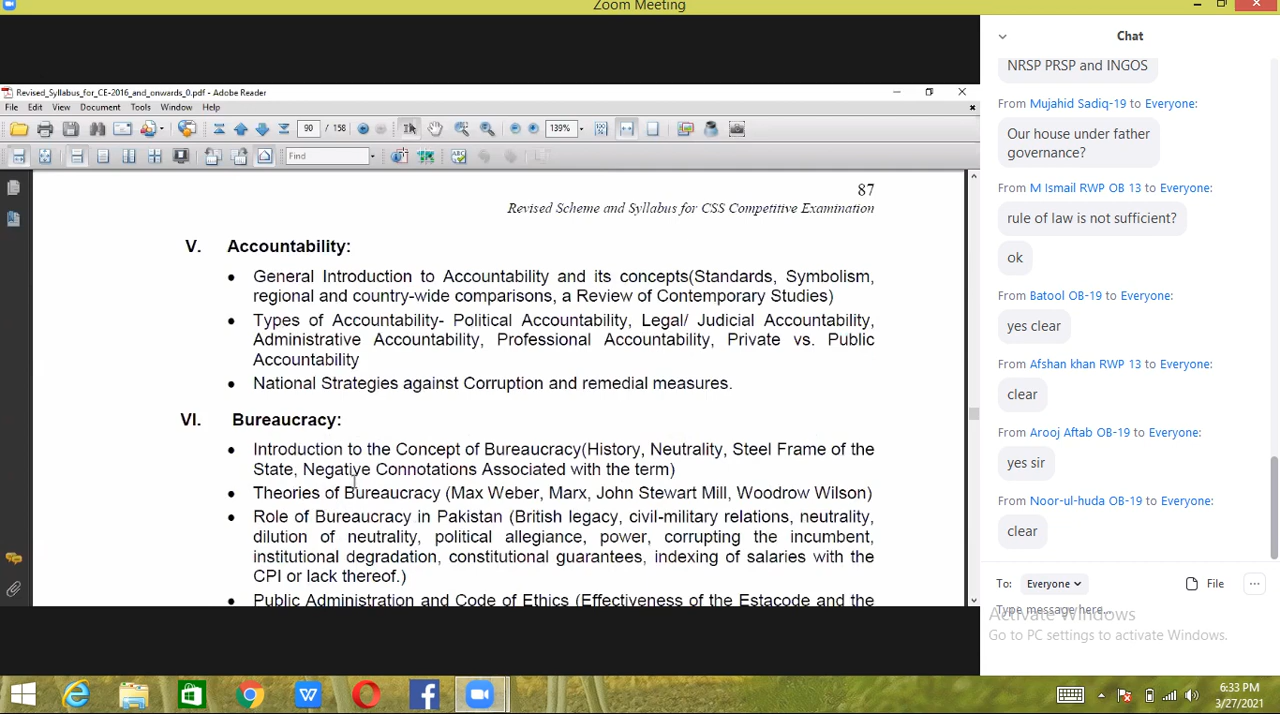 Zoom Meeting
Revised_Syllabus_for_CE-2016_and_onwards_0.pdf - Adobe Reader
File Edit View Document Tools Window Help
90 / 158 139%
Find
87
Revised Scheme and Syllabus for CSS Competitive Examination
V. Accountability:
• General Introduction to Accountability and its concepts(Standards, Symbolism,
regional and country-wide comparisons, a Review of Contemporary Studies)
• Types of Accountability- Political Accountability, Legal/ Judicial Accountability,
Administrative Accountability, Professional Accountability, Private vs. Public
Accountability
• National Strategies against Corruption and remedial measures.
VI. Bureaucracy:
• Introduction to the Concept of Bureaucracy(History, Neutrality, Steel Frame of the
State, Negative Connotations Associated with the term)
• Theories of Bureaucracy (Max Weber, Marx, John Stewart Mill, Woodrow Wilson)
• Role of Bureaucracy in Pakistan (British legacy, civil-military relations, neutrality,
dilution of neutrality, political allegiance, power, corrupting the incumbent,
institutional degradation, constitutional guarantees, indexing of salaries with the
CPI or lack thereof.)
• Public Administration and Code of Ethics (Effectiveness of the Estacode and the
Chat
NRSP PRSP and INGOS
From Mujahid Sadiq-19 to Everyone:
Our house under father
governance?
From M Ismail RWP OB 13 to Everyone:
rule of law is not sufficient?
ok
From Batool OB-19 to Everyone:
yes clear
From Afshan khan RWP 13 to Everyone:
clear
From Arooj Aftab OB-19 to Everyone:
yes sir
From Noor-ul-huda OB-19 to Everyone:
clear
To: Everyone File ...
Type message here...
Activate Windows
Go to PC settings to activate Windows.
6:33 PM
3/27/2021